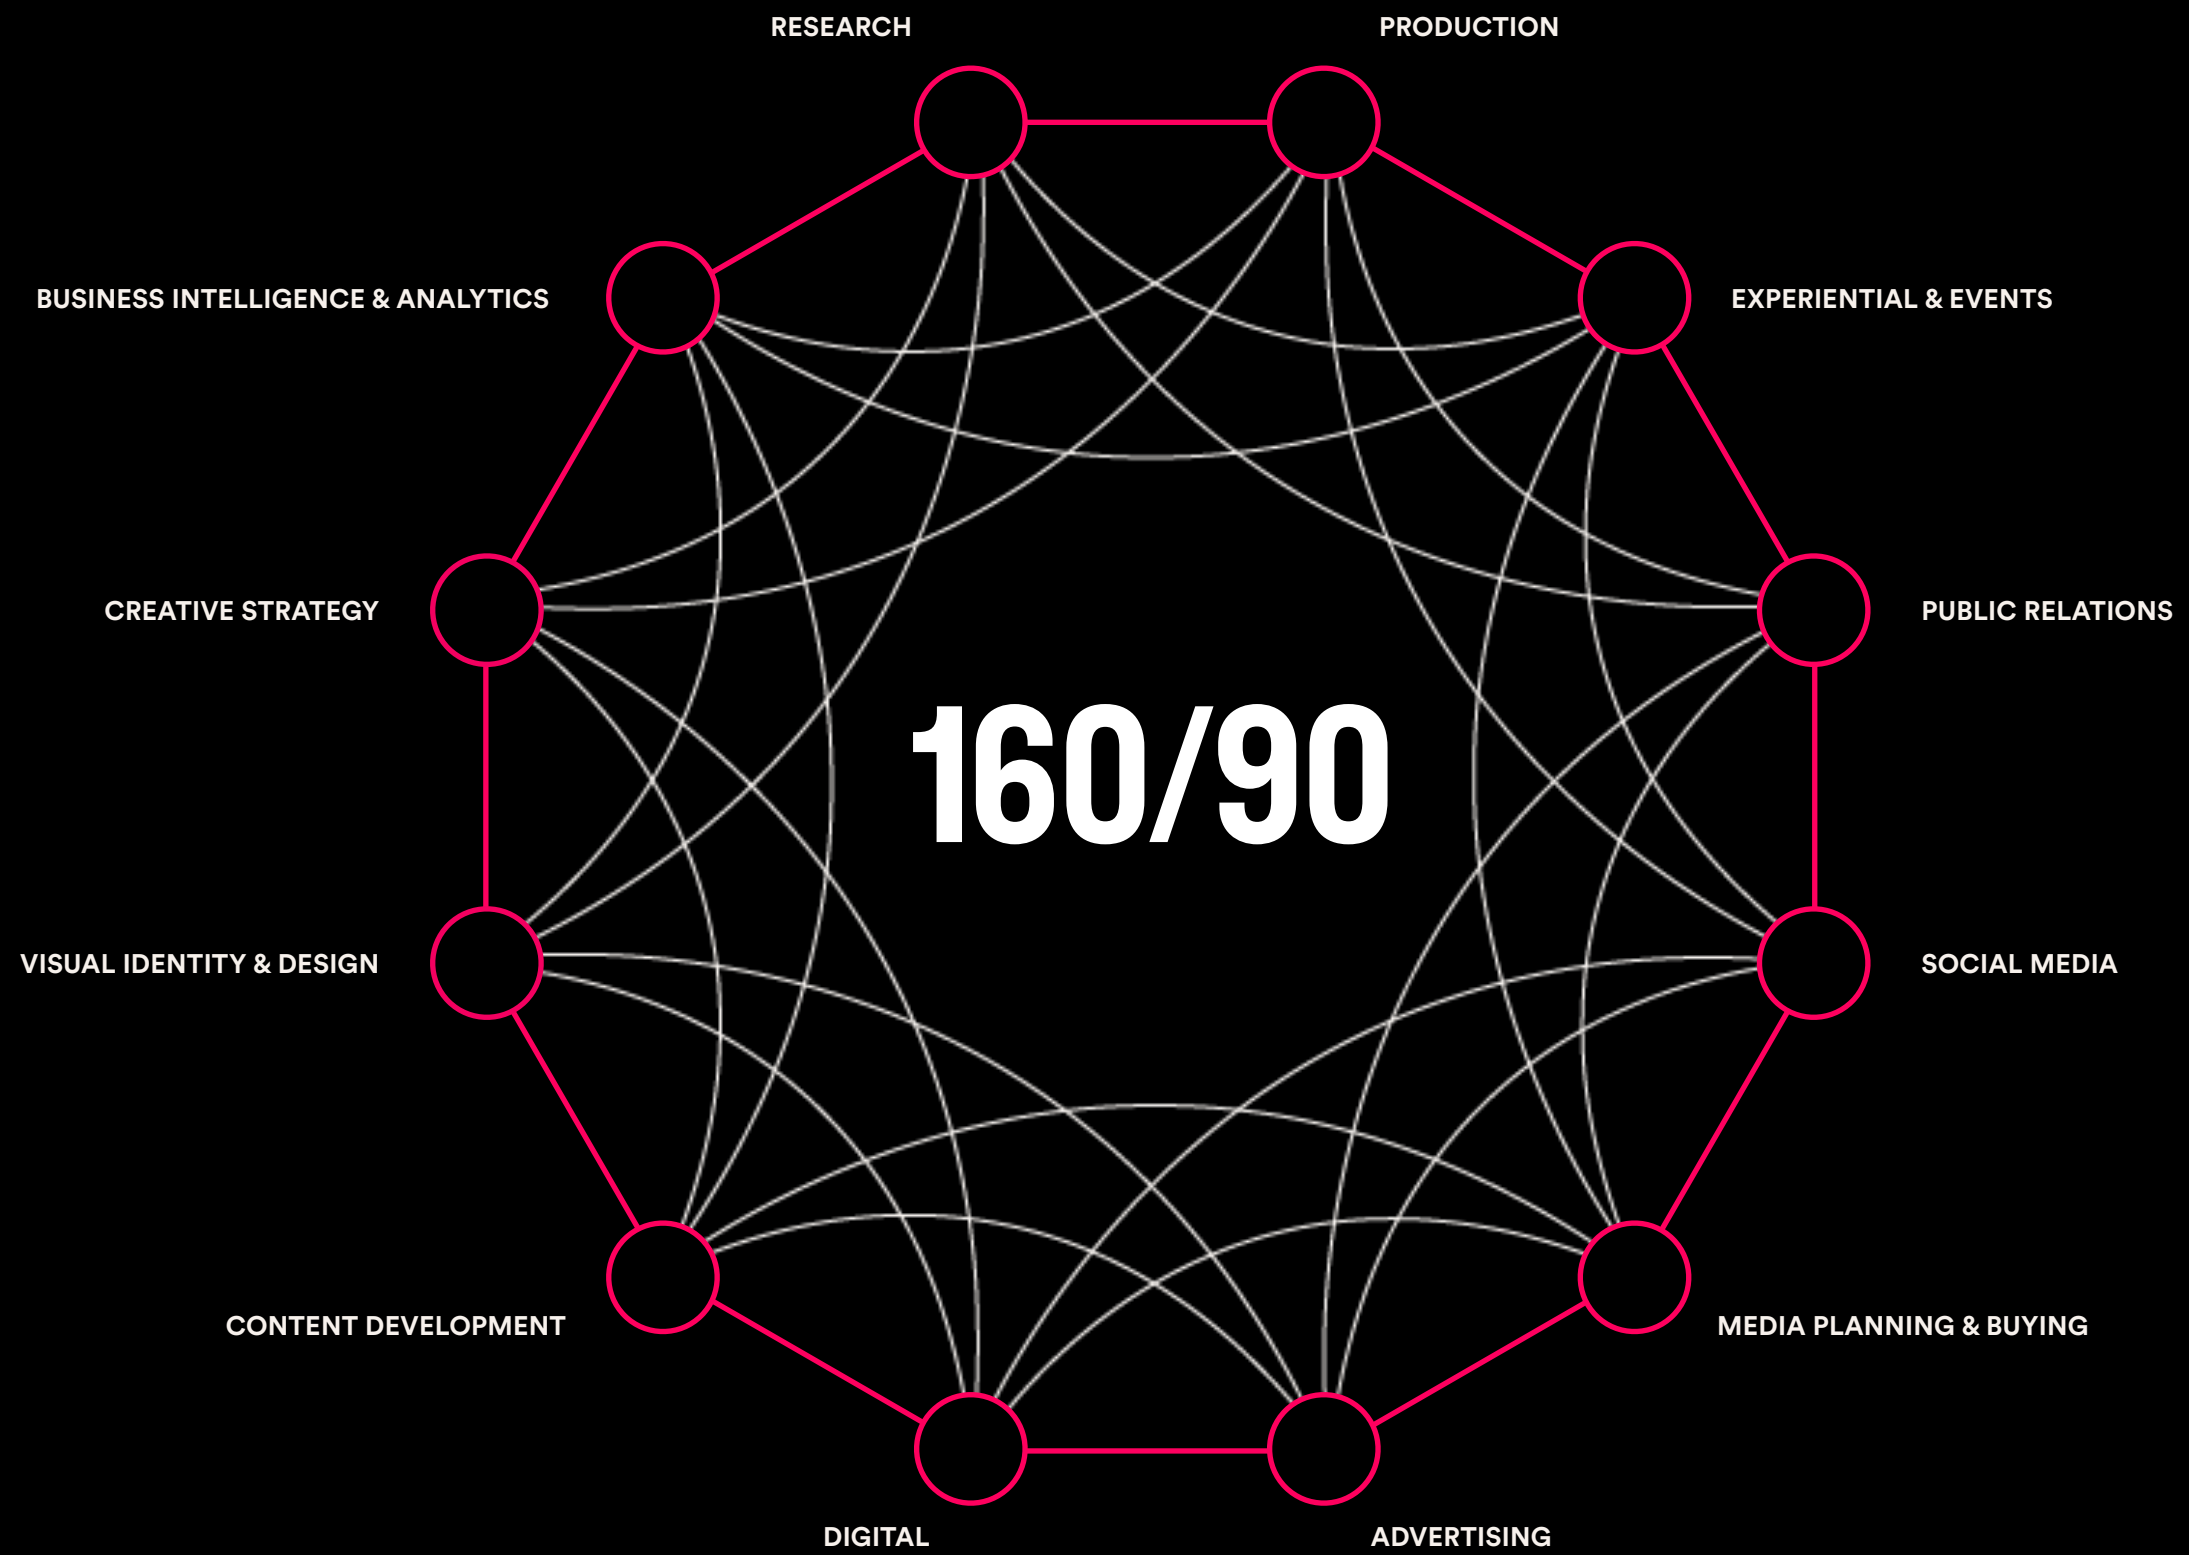 RESEARCH
PRODUCTION
BUSINESS INTELLIGENCE & ANALYTICS
EXPERIENTIAL & EVENTS
CREATIVE STRATEGY
PUBLIC RELATIONS
160/90
VISUAL IDENTITY & DESIGN
SOCIAL MEDIA
CONTENT DEVELOPMENT
MEDIA PLANNING & BUYING
DIGITAL
ADVERTISING